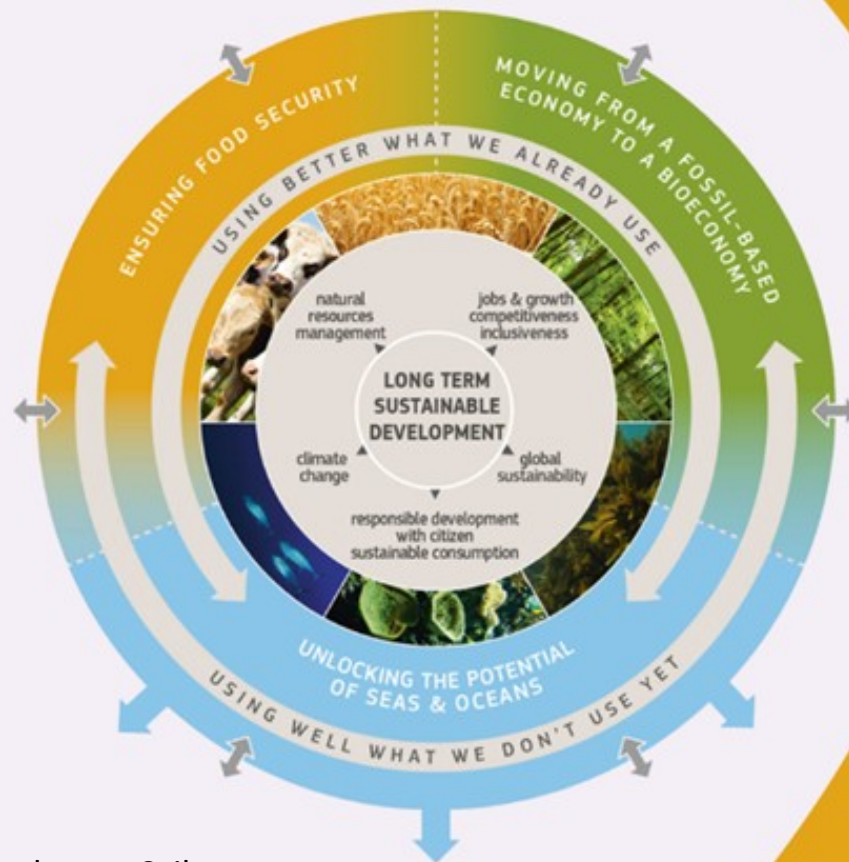 ENSURING FOOD SECURITY
MOVING FROM A FOSSIL-BASED
ECONOMY TO A BIOECONOMY
USING BETTER WHAT WE ALREADY USE
natural
resources
management
jobs & growth
competitiveness
inclusiveness
LONG TERM
SUSTAINABLE
DEVELOPMENT
climate
change
global
sustainability
responsible development
with citizen
sustainable consumption
UNLOCKING THE POTENTIAL
OF SEAS & OCEANS
USING WELL WHAT WE DON'T USE YET